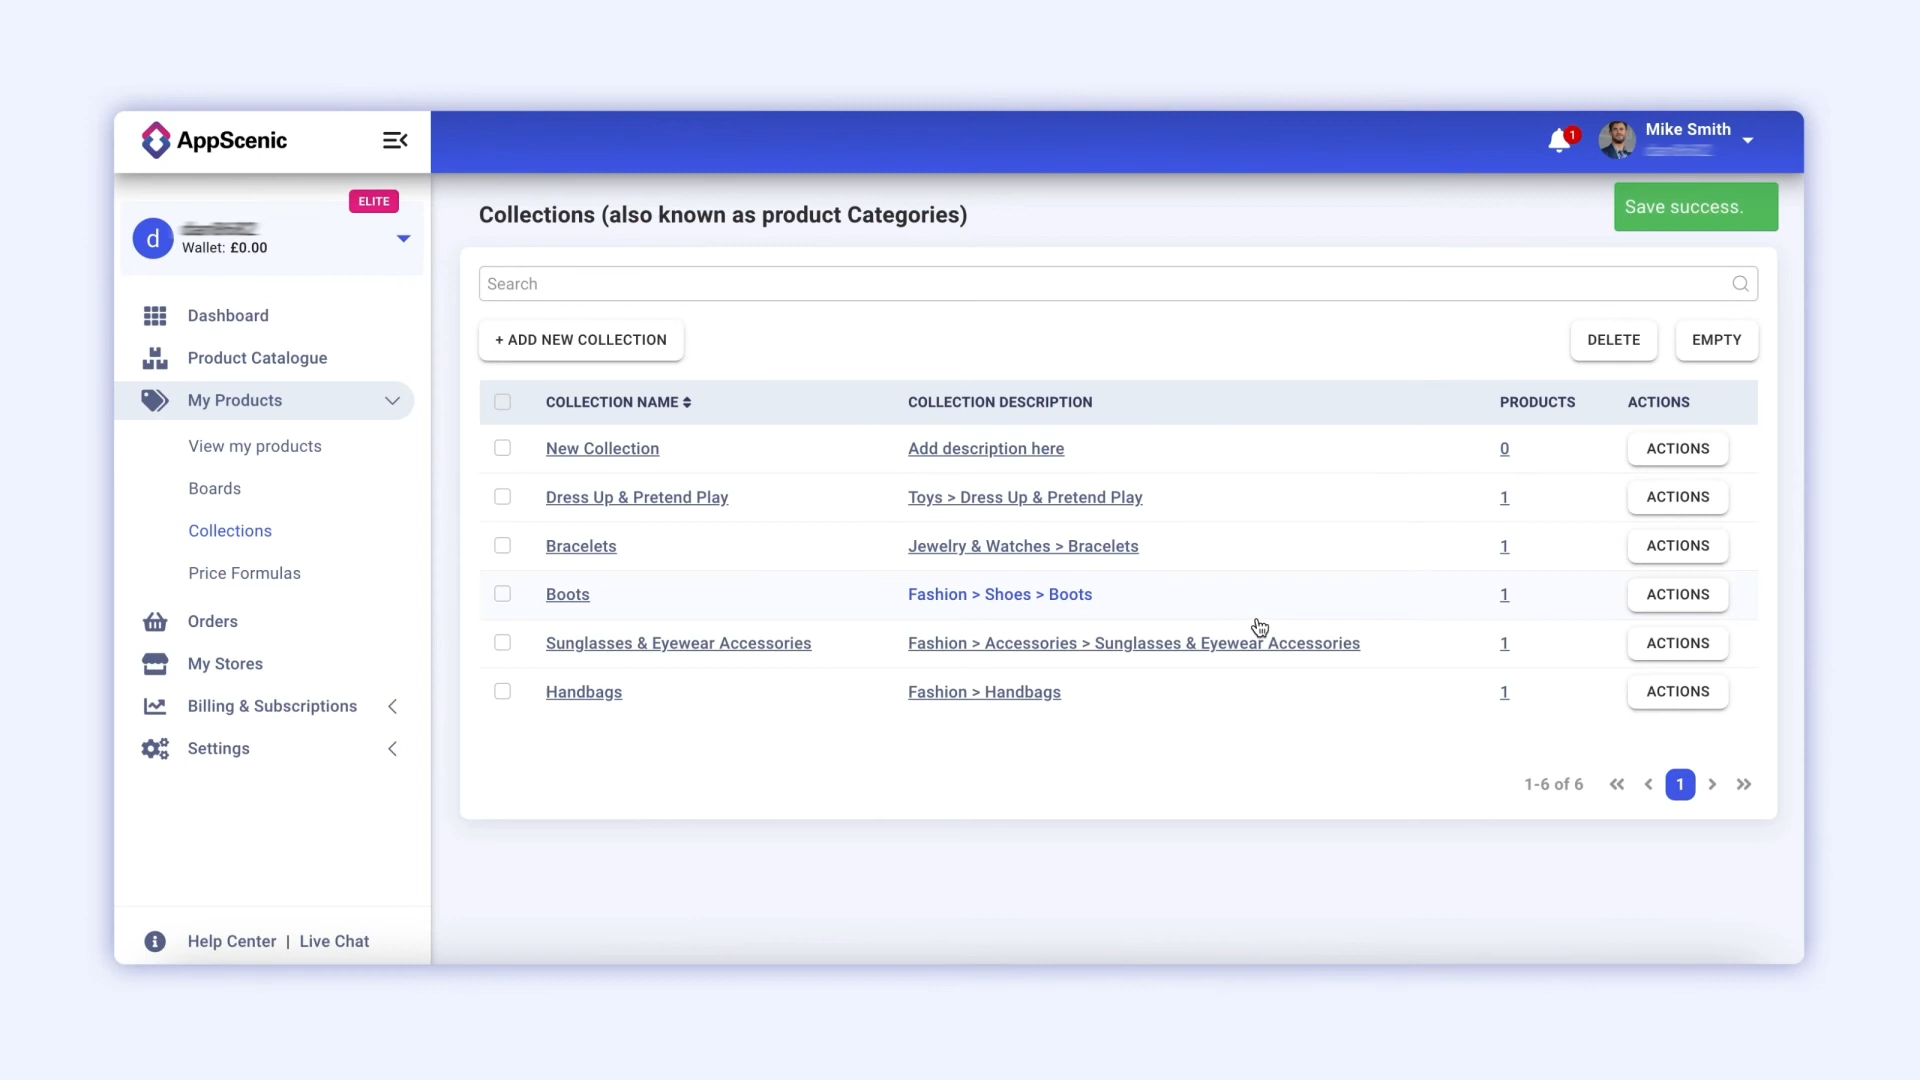 AppScenic
1
Mike Smith
ELITE
d
Wallet: £0.00
Dashboard
Product Catalogue
My Products
View my products
Boards
Collections
Price Formulas
Orders
My Stores
Billing & Subscriptions
Settings
Help Center | Live Chat
Collections (also known as product Categories)
Save success.
Search
+ ADD NEW COLLECTION
DELETE
EMPTY
COLLECTION NAME COLLECTION DESCRIPTION PRODUCTS ACTIONS
New Collection Add description here 0 ACTIONS
Dress Up & Pretend Play Toys > Dress Up & Pretend Play 1 ACTIONS
Bracelets Jewelry & Watches > Bracelets 1 ACTIONS
Boots Fashion > Shoes > Boots 1 ACTIONS
Sunglasses & Eyewear Accessories Fashion > Accessories > Sunglasses & Eyewear Accessories 1 ACTIONS
Handbags Fashion > Handbags 1 ACTIONS
1-6 of 6 « < 1 > »